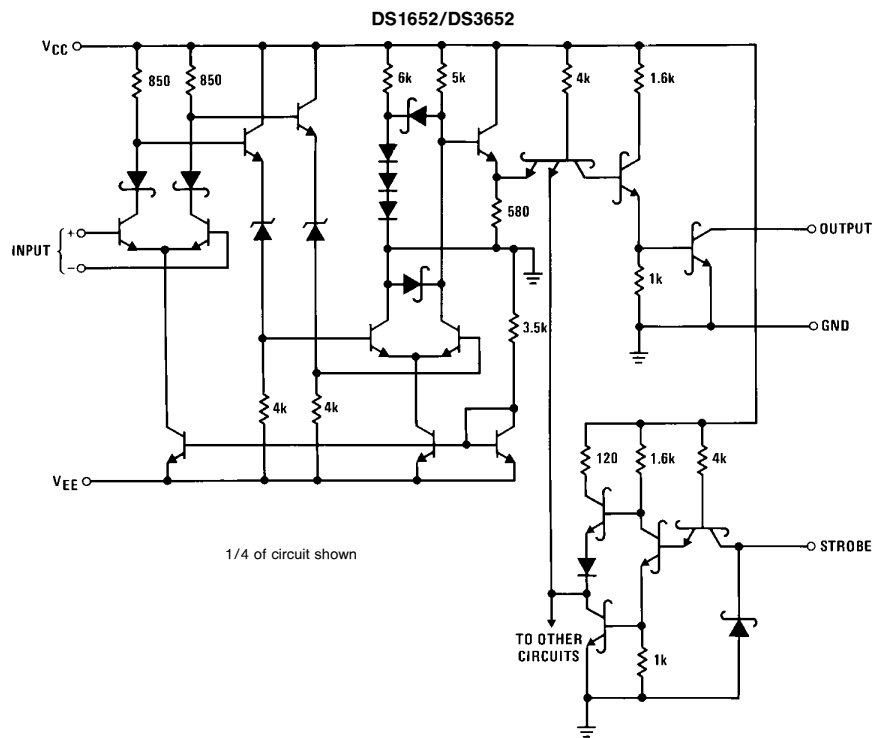 DS1652/DS3652
VCC
850
850
6k
5k
4k
1.6k
580
INPUT
+
−
OUTPUT
1k
GND
3.5k
4k
4k
VEE
120
1.6k
4k
STROBE
1/4 of circuit shown
TO OTHER
CIRCUITS
1k